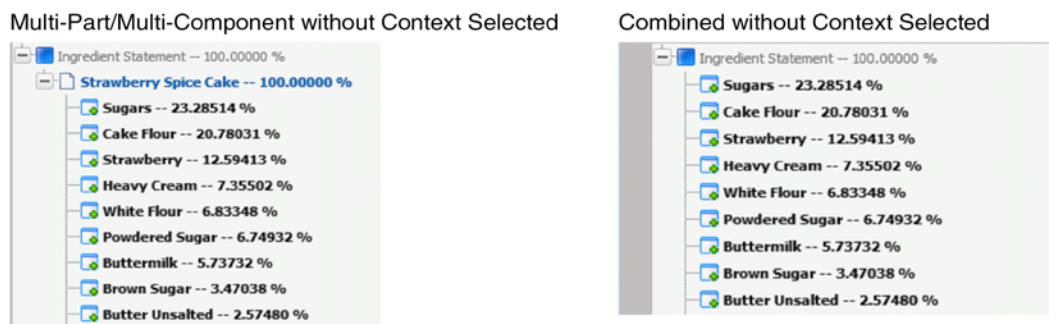 Multi-Part/Multi-Component without Context Selected
Ingredient Statement -- 100.00000 %
Strawberry Spice Cake -- 100.00000 %
Sugars -- 23.28514 %
Cake Flour -- 20.78031 %
Strawberry -- 12.59413 %
Heavy Cream -- 7.35502 %
White Flour -- 6.83348 %
Powdered Sugar -- 6.74932 %
Buttermilk -- 5.73732 %
Brown Sugar -- 3.47038 %
Butter Unsalted -- 2.57480 %
Combined without Context Selected
Ingredient Statement -- 100.00000 %
Sugars -- 23.28514 %
Cake Flour -- 20.78031 %
Strawberry -- 12.59413 %
Heavy Cream -- 7.35502 %
White Flour -- 6.83348 %
Powdered Sugar -- 6.74932 %
Buttermilk -- 5.73732 %
Brown Sugar -- 3.47038 %
Butter Unsalted -- 2.57480 %